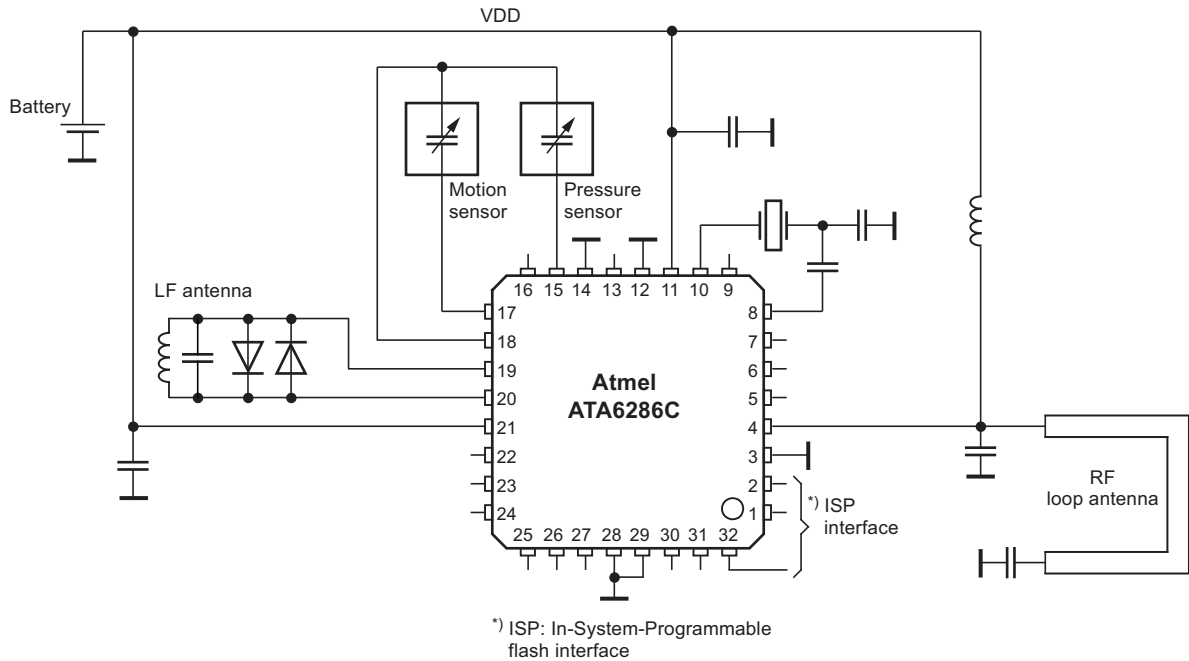 VDD
Battery
Motion
sensor
Pressure
sensor
LF antenna
16 15 14 13 12 11 10 9
17
18
19
20
21
22
23
24
8
7
6
5
4
3
2
1
Atmel
ATA6286C
25 26 27 28 29 30 31 32
*) ISP
interface
RF
loop antenna
*) ISP: In-System-Programmable
flash interface